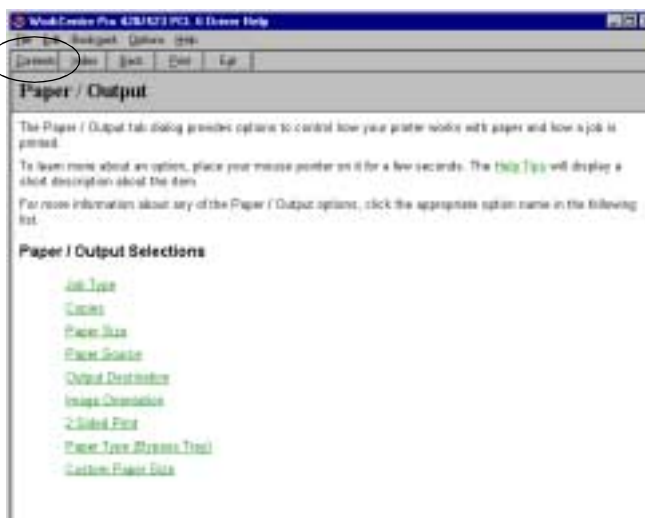 WorkCentre Pro 423/428 PCL 6 Driver Help
File Edit Bookmark Options Help
Contents Index Back Print Exit
Paper / Output
The Paper / Output tab dialog provides options to control how your printer works with paper and how a job is
printed.
To learn more about an option, place your mouse pointer on it for a few seconds. The Help Tips will display a
short description about the item.
For more information about any of the Paper / Output options, click the appropriate option name in the following
list.
Paper / Output Selections
Job Type
Copies
Paper Size
Paper Source
Output Destination
Image Orientation
2 Sided Print
Paper Type (Bypass Tray)
Custom Paper Size